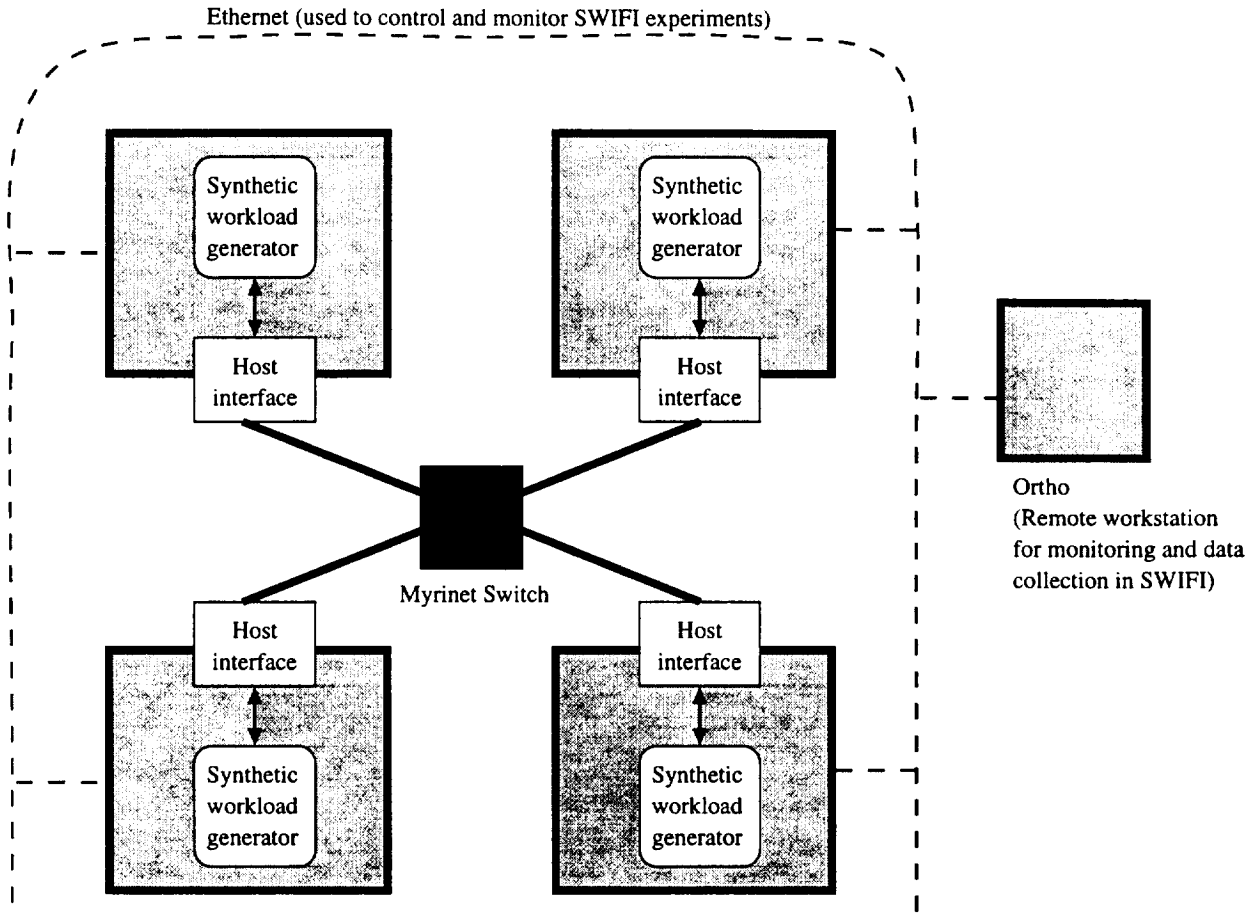 Ethernet (used to control and monitor SWIFI experiments)
Synthetic
workload
generator
Host
interface
Synthetic
workload
generator
Host
interface
Ortho
(Remote workstation
for monitoring and data
collection in SWIFI)
Myrinet Switch
Host
interface
Synthetic
workload
generator
Host
interface
Synthetic
workload
generator